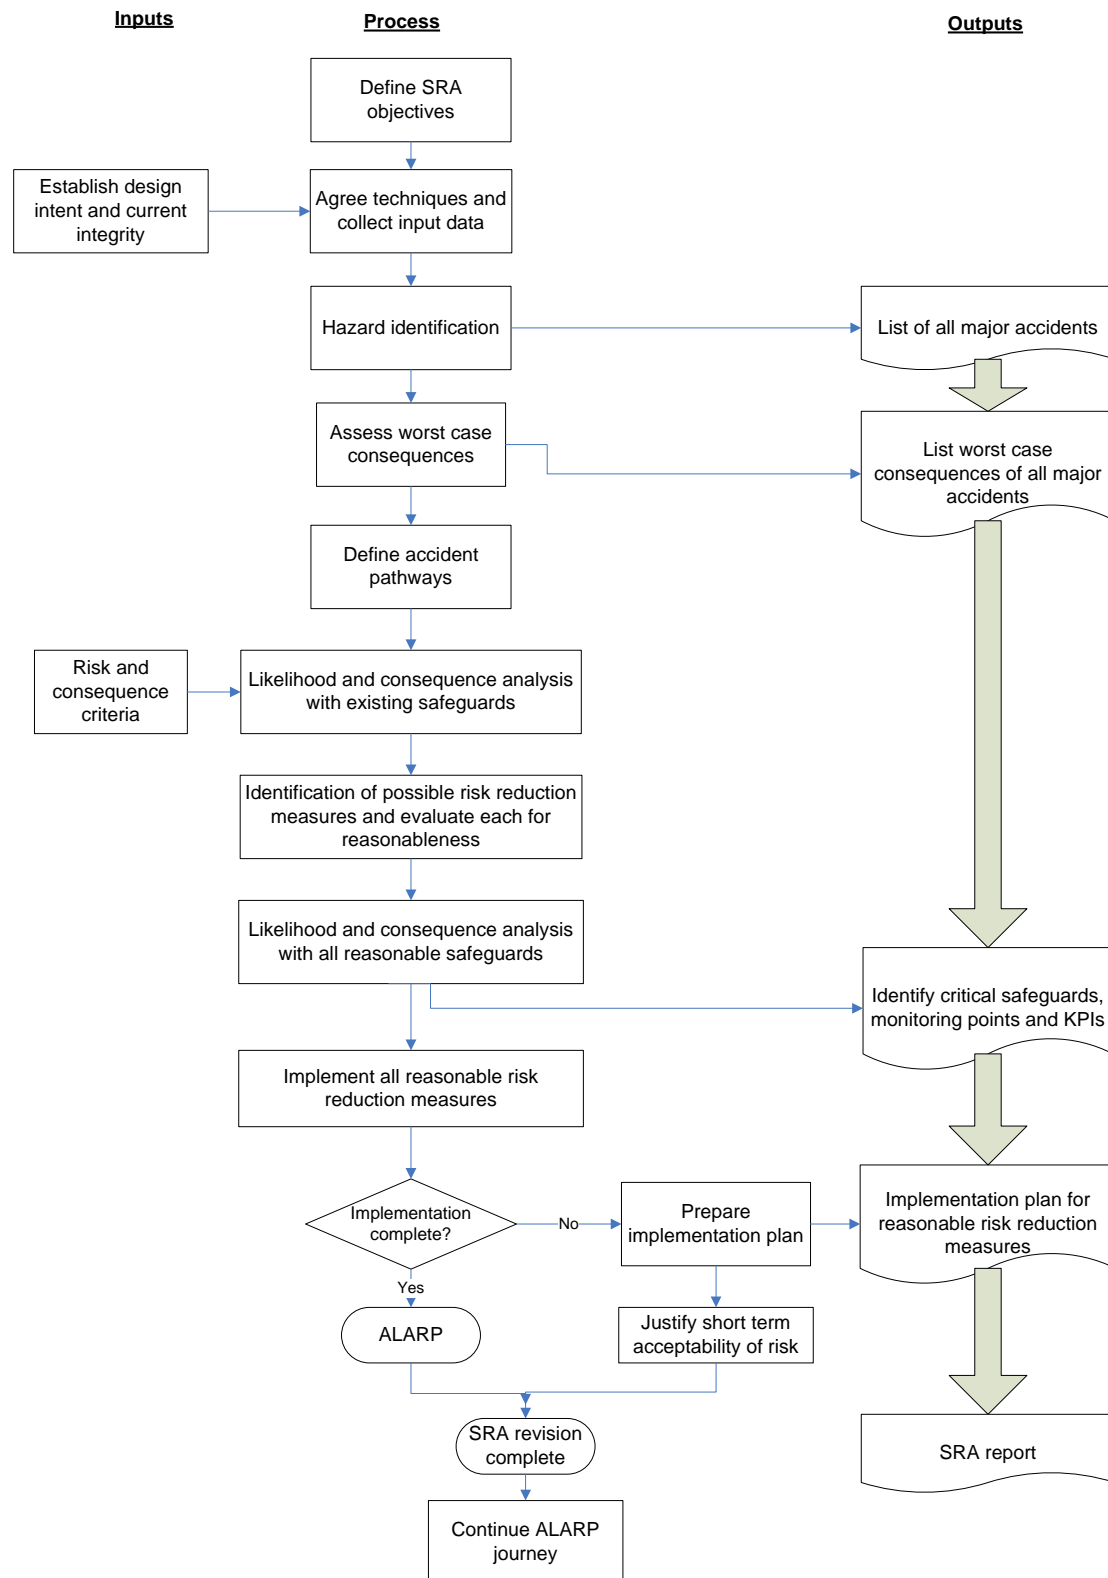 Inputs
Process
Outputs
Define SRA
objectives
Establish design
intent and current
integrity
Agree techniques and
collect input data
Hazard identification
List of all major accidents
Assess worst case
consequences
List worst case
consequences of all major
accidents
Define accident
pathways
Risk and
consequence
criteria
Likelihood and consequence analysis
with existing safeguards
Identification of possible risk reduction
measures and evaluate each for
reasonableness
Likelihood and consequence analysis
with all reasonable safeguards
Identify critical safeguards,
monitoring points and KPIs
Implement all reasonable risk
reduction measures
Implementation
complete?
No
Prepare
implementation plan
Implementation plan for
reasonable risk reduction
measures
Yes
ALARP
Justify short term
acceptability of risk
SRA revision
complete
SRA report
Continue ALARP
journey